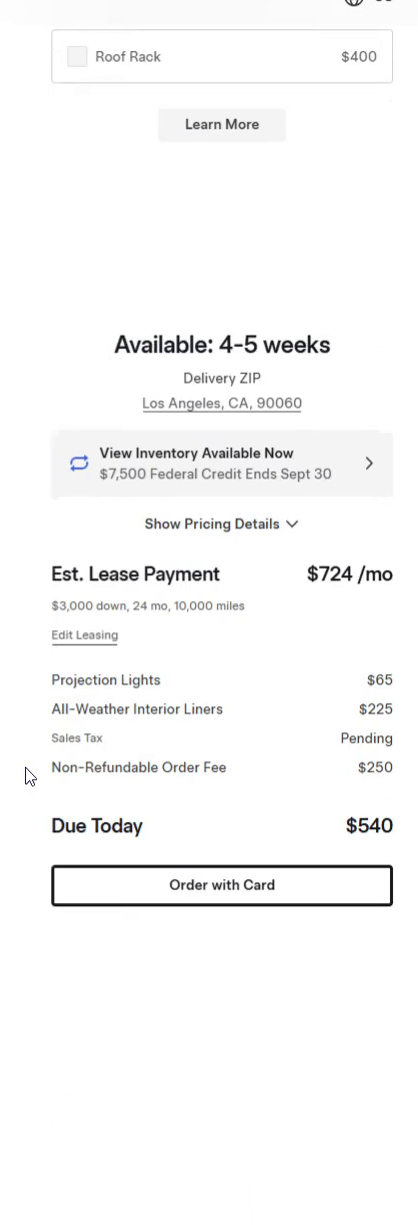 Roof Rack $400
Learn More
Available: 4-5 weeks
Delivery ZIP
Los Angeles, CA, 90060
View Inventory Available Now
$7,500 Federal Credit Ends Sept 30
Show Pricing Details
Est. Lease Payment $724 /mo
$3,000 down, 24 mo, 10,000 miles
Edit Leasing
Projection Lights $65
All-Weather Interior Liners $225
Sales Tax Pending
Non-Refundable Order Fee $250
Due Today $540
Order with Card